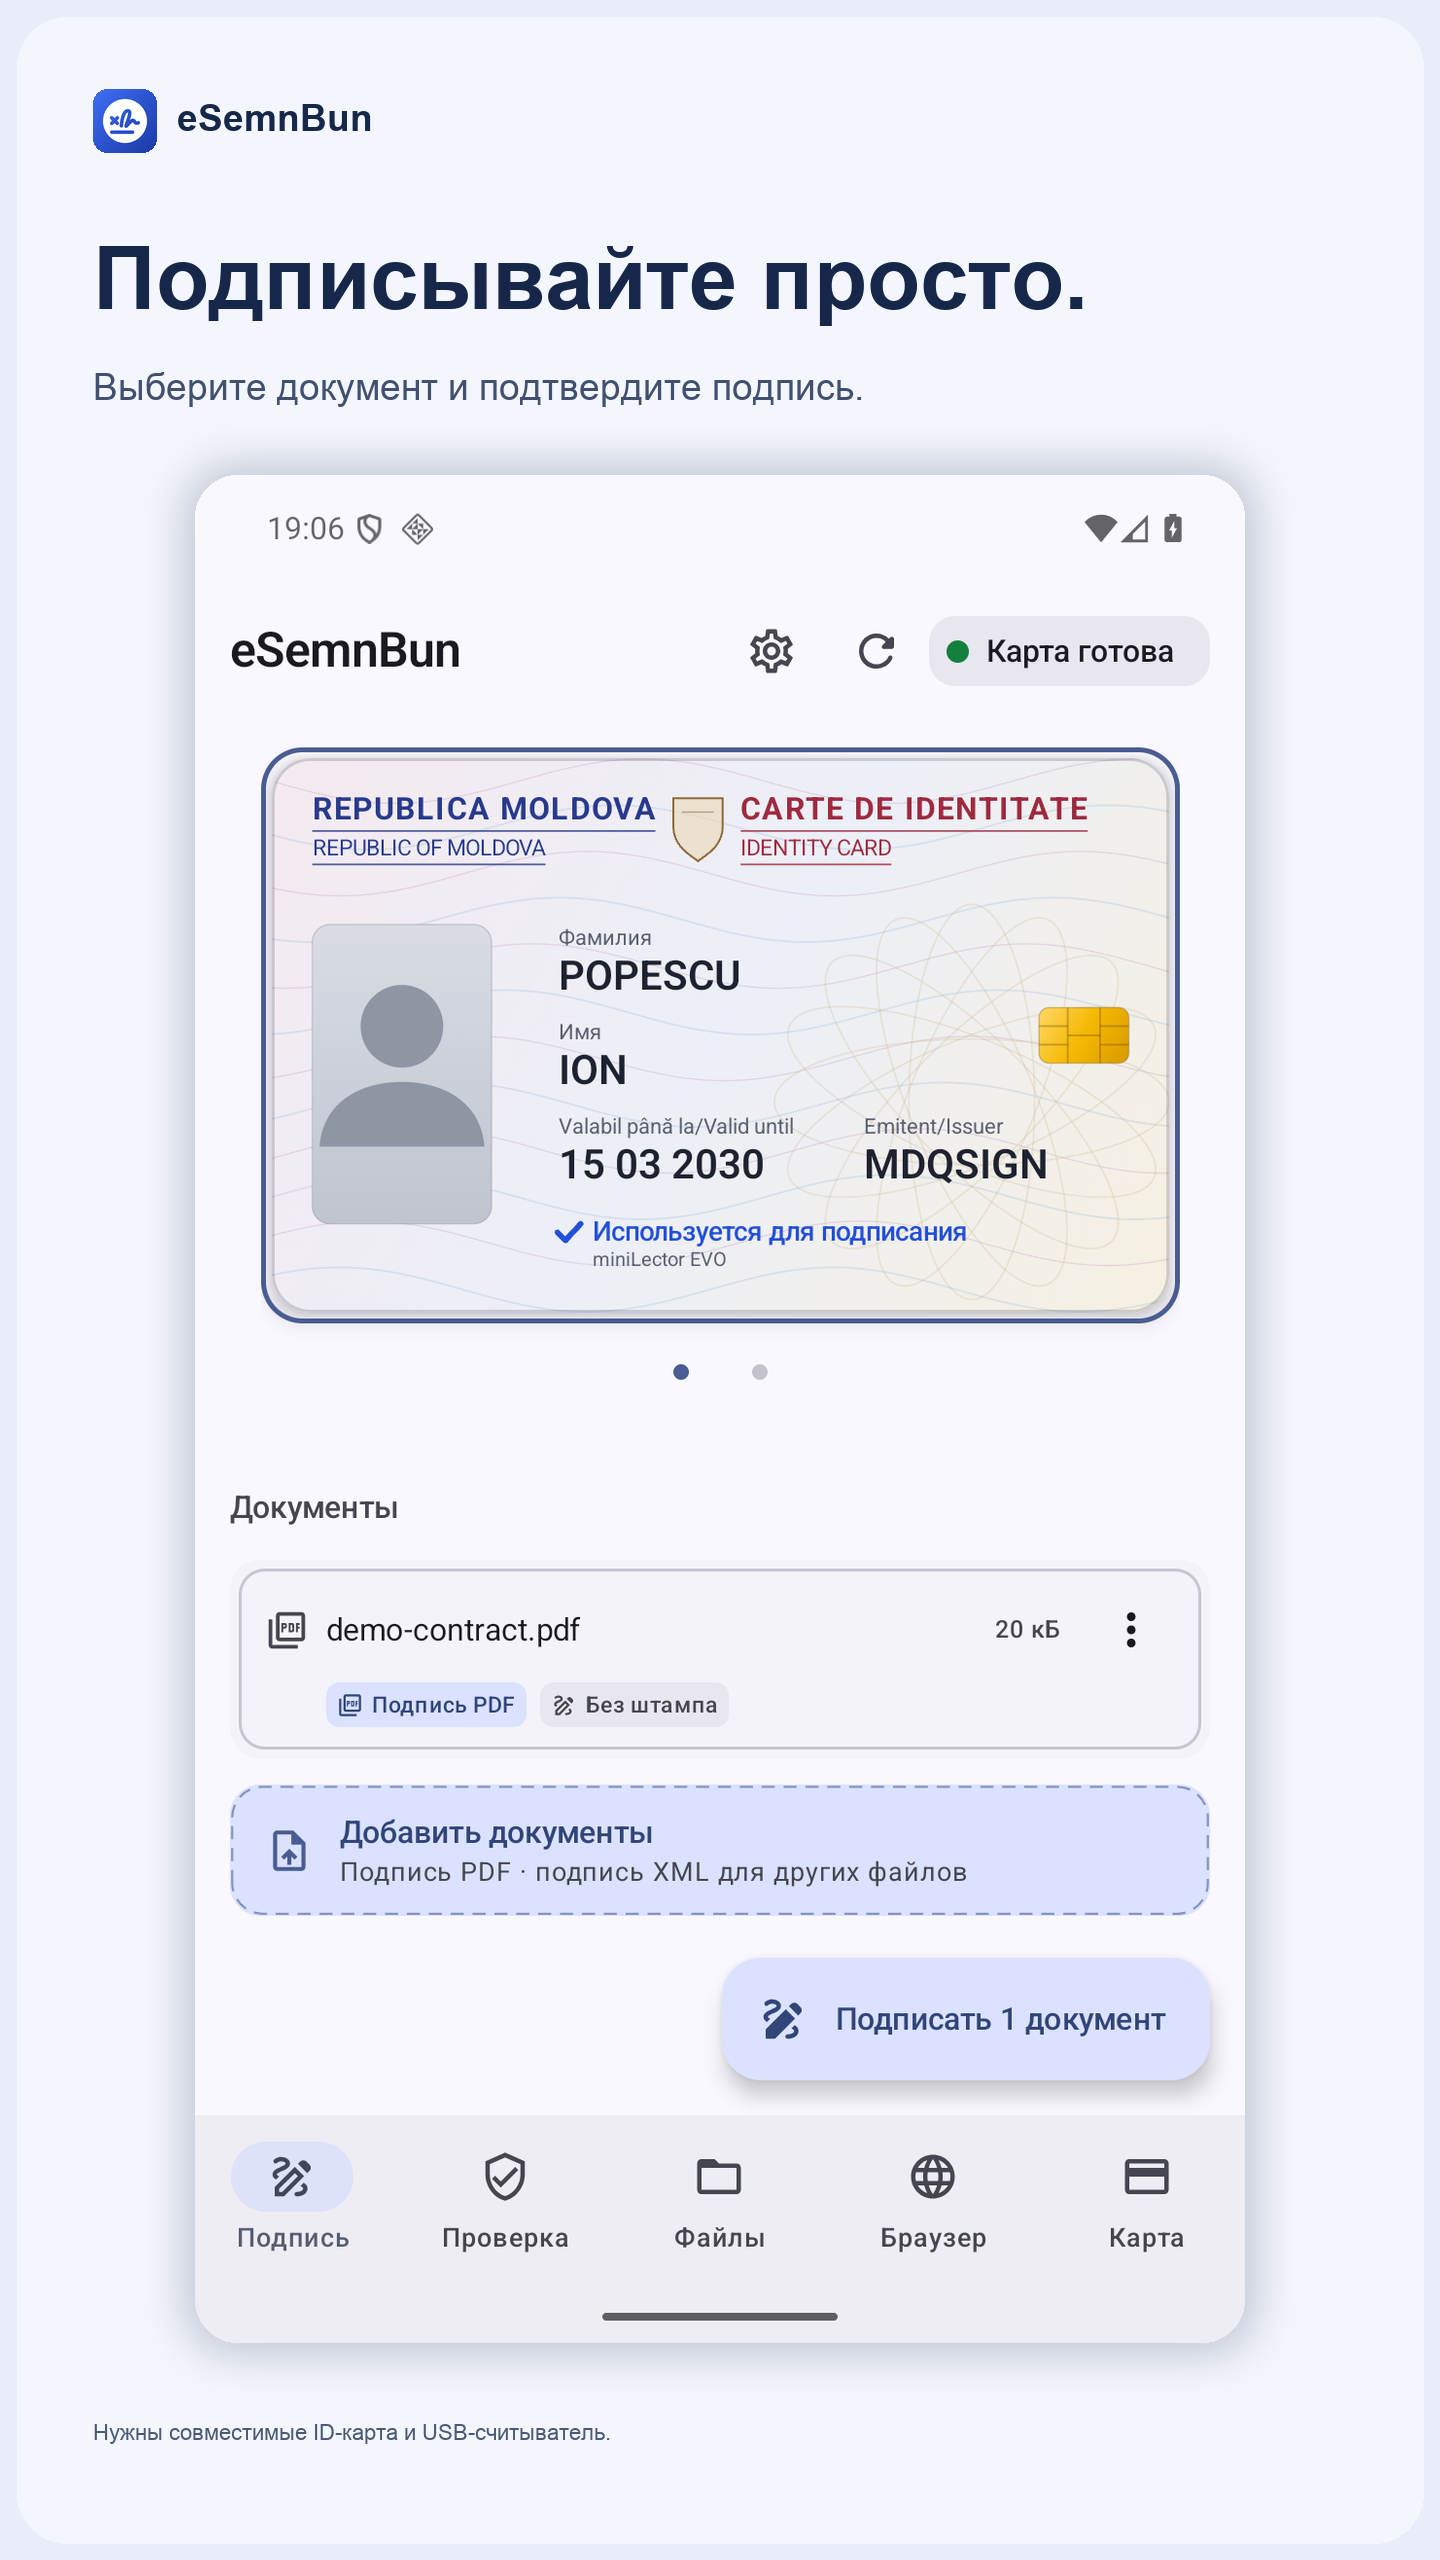 eSemnBun
Подписывайте просто.
Выберите документ и подтвердите подпись.
19:06
eSemnBun
Карта готова
REPUBLICA MOLDOVA
CARTE DE IDENTITATE
REPUBLIC OF MOLDOVA
IDENTITY CARD
Фамилия
POPESCU
Имя
ION
Valabil până la/Valid until
Emitent/Issuer
15 03 2030
MDQSIGN
Используется для подписания
miniLector EVO
Документы
PDF
demo-contract.pdf
20 кБ
PDF
Подпись PDF
Без штампа
Добавить документы
Подпись PDF · подпись XML для других файлов
Подписать 1 документ
Подпись
Проверка
Файлы
Браузер
Карта
Нужны совместимые ID-карта и USB-считыватель.